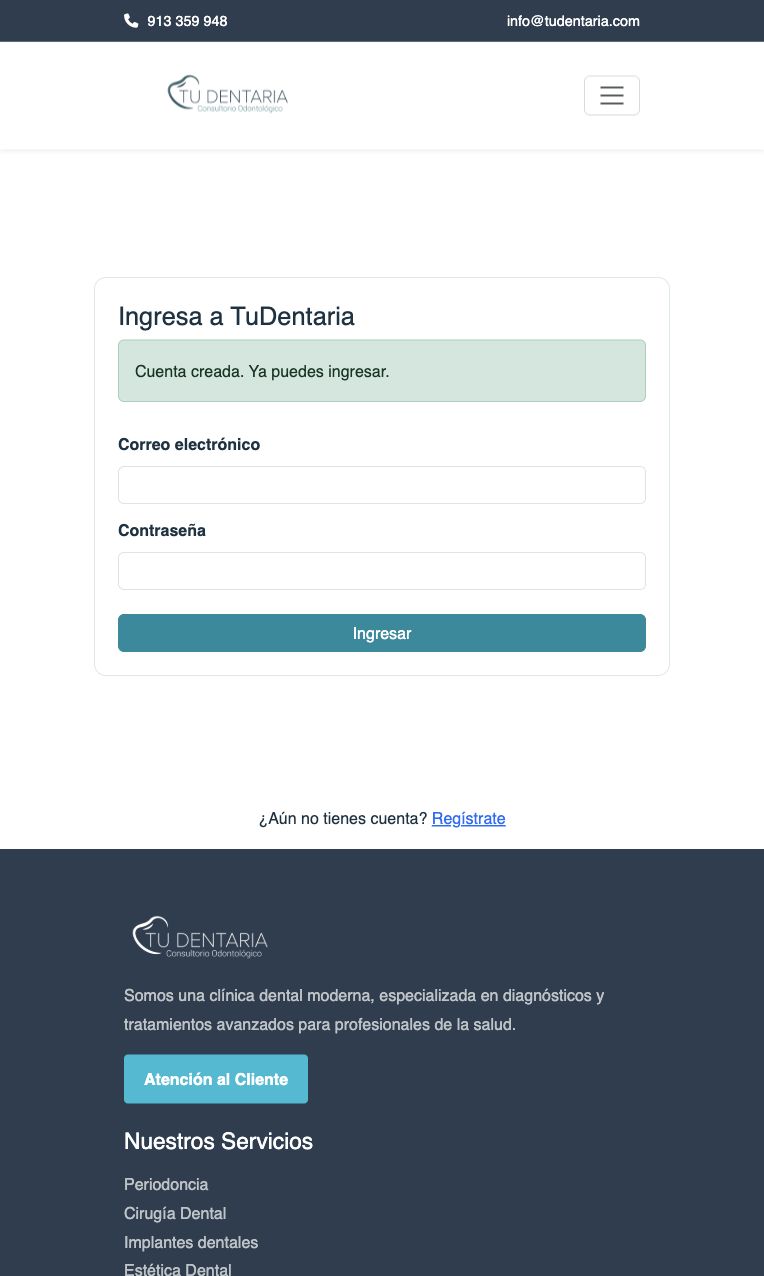 913 359 948
info@tudentaria.com
TU DENTARIA
Consultorio Odontológico
Ingresa a TuDentaria
Cuenta creada. Ya puedes ingresar.
Correo electrónico
Contraseña
Ingresar
¿Aún no tienes cuenta? Regístrate
TU DENTARIA
Consultorio Odontológico
Somos una clínica dental moderna, especializada en diagnósticos y
tratamientos avanzados para profesionales de la salud.
Atención al Cliente
Nuestros Servicios
Periodoncia
Cirugía Dental
Implantes dentales
Estética Dental